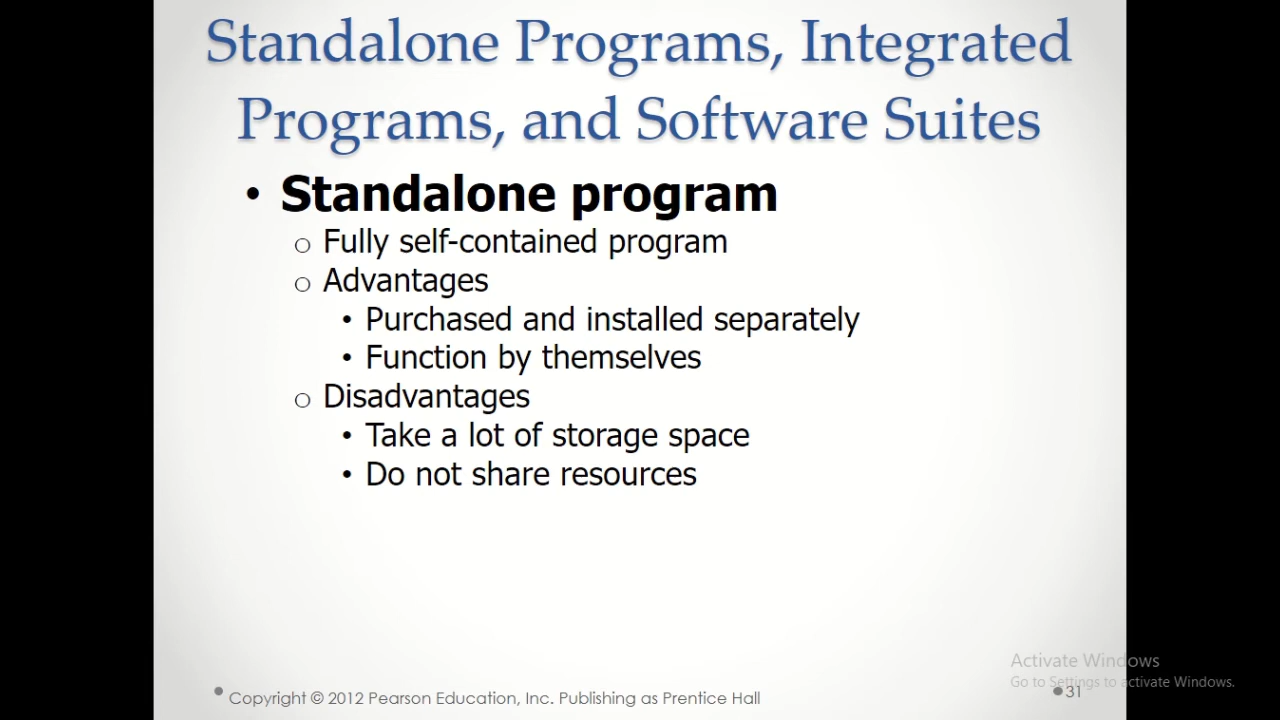 Standalone Programs, Integrated
Programs, and Software Suites
• Standalone program
o Fully self-contained program
o Advantages
• Purchased and installed separately
• Function by themselves
o Disadvantages
• Take a lot of storage space
• Do not share resources
Activate Windows
Go to Settings to activate Windows.
• Copyright © 2012 Pearson Education, Inc. Publishing as Prentice Hall
• 31